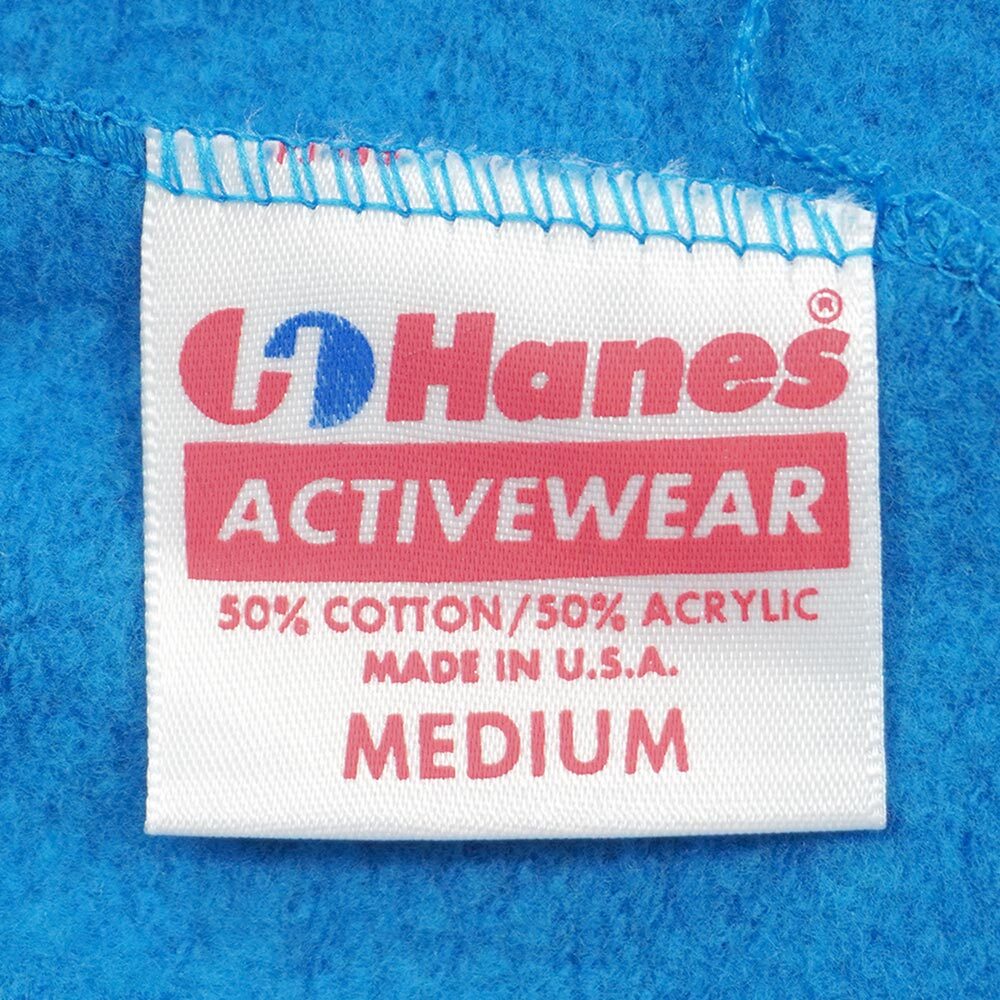 Hanes®
ACTIVEWEAR
50% COTTON/50% ACRYLIC
MADE IN U.S.A.
MEDIUM